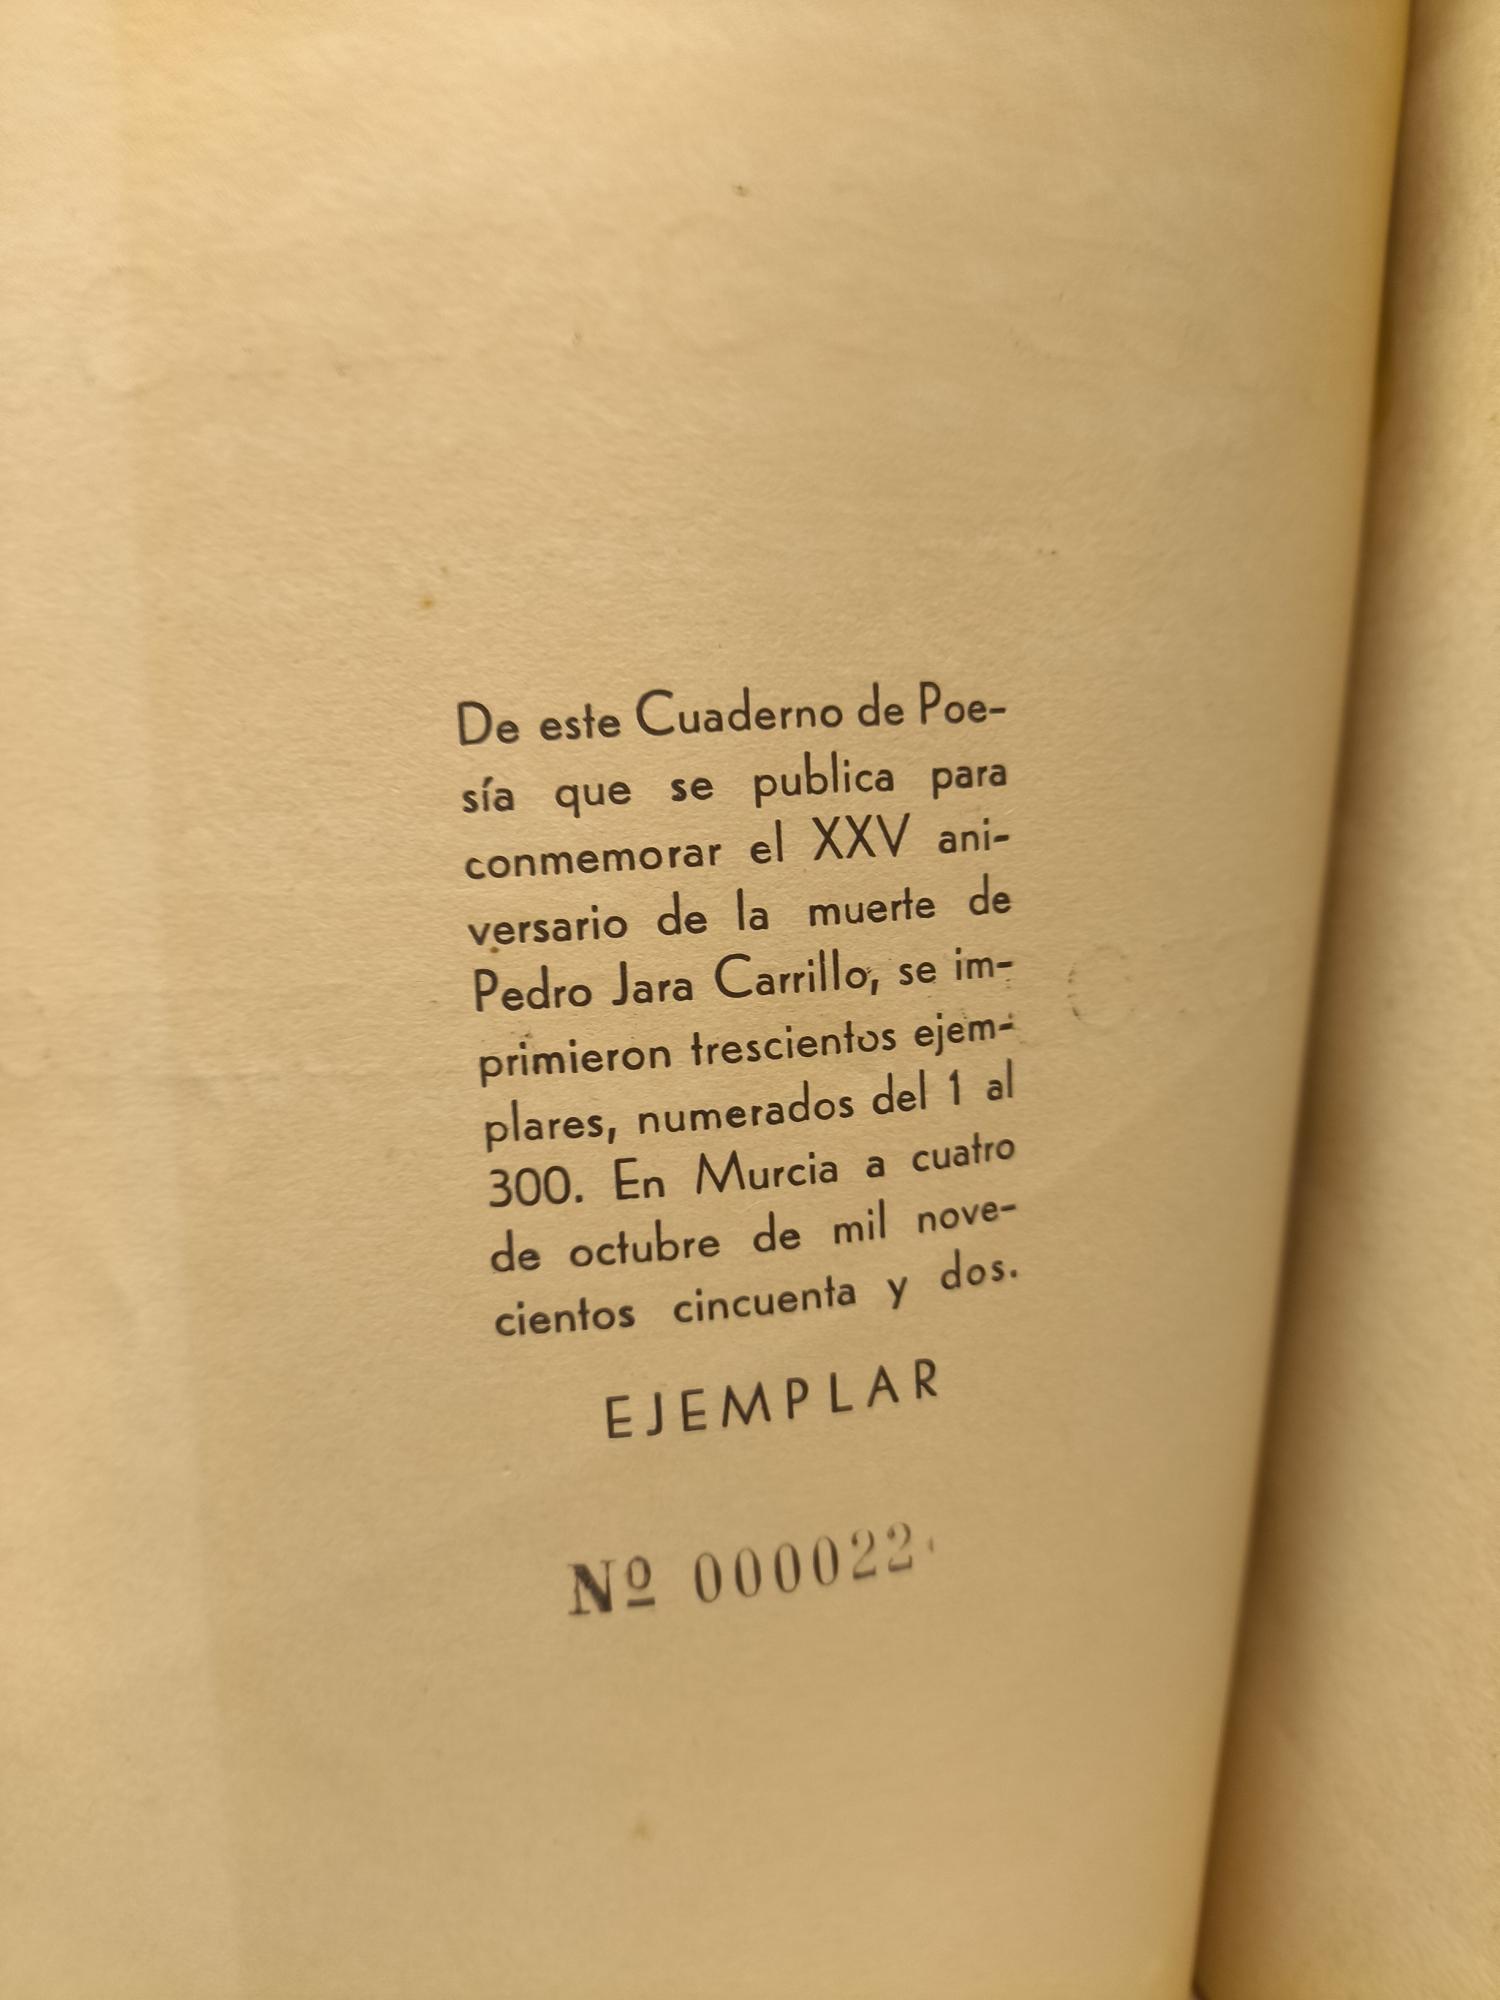 De este Cuaderno de Poe-
sía que se publica para
conmemorar el XXV ani-
versario de la muerte de
Pedro Jara Carrillo, se im-
primieron trescientos ejem-
plares, numerados del 1 al
300. En Murcia a cuatro
de octubre de mil nove-
cientos cincuenta y dos.
EJEMPLAR
Nº 000022